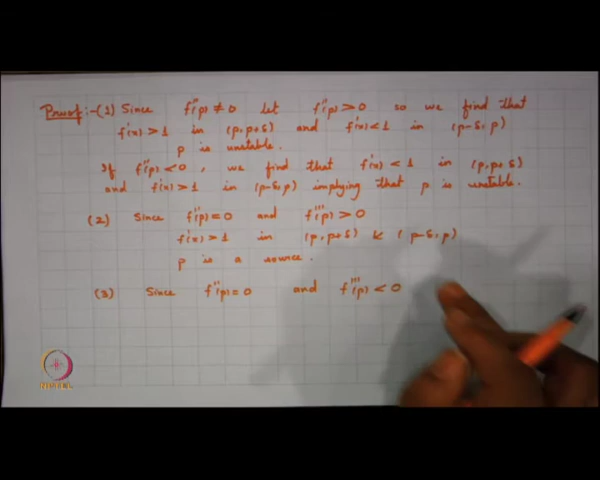 Proof:-(1) Since f''(p) ≠ 0 let f''(p) > 0 so we find that
f'(x) > 1 in (p, p+δ) and f'(x) < 1 in (p-δ, p)
p is unstable.
If f''(p) < 0, we find that f'(x) < 1 in (p, p+δ)
and f'(x) > 1 in (p-δ, p) implying that p is unstable.
(2) Since f''(p) = 0 and f'''(p) > 0
f'(x) > 1 in (p, p+δ) & (p-δ, p)
p is a source.
(3) Since f''(p) = 0 and f'''(p) < 0